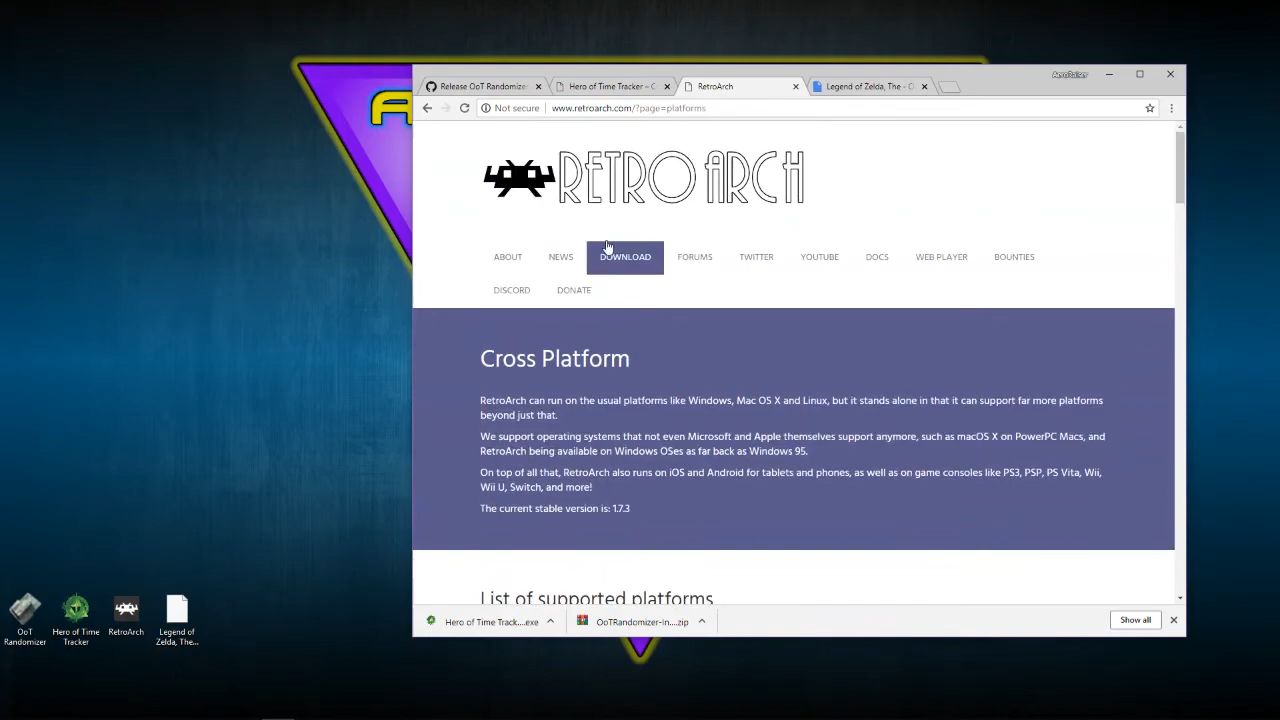 AeroGaiser
Release OoT Randomize
Hero of Time Tracker – C
RetroArch
Legend of Zelda, The - O
Not secure
www.retroarch.com/?page=platforms
RETROARCH
ABOUT NEWS DOWNLOAD FORUMS TWITTER YOUTUBE DOCS WEB PLAYER BOUNTIES
DISCORD DONATE
Cross Platform
RetroArch can run on the usual platforms like Windows, Mac OS X and Linux, but it stands alone in that it can support far more platforms
beyond just that.
We support operating systems that not even Microsoft and Apple themselves support anymore, such as macOS X on PowerPC Macs, and
RetroArch being available on Windows OSes as far back as Windows 95.
On top of all that, RetroArch also runs on iOS and Android for tablets and phones, as well as on game consoles like PS3, PSP, PS Vita, Wii,
Wii U, Switch, and more!
The current stable version is: 1.7.3
List of supported platforms
Hero of Time Track....exe
OoTRandomizer-In....zip
Show all
OoT
Randomizer
Hero of Time
Tracker
RetroArch
Legend of
Zelda, The...